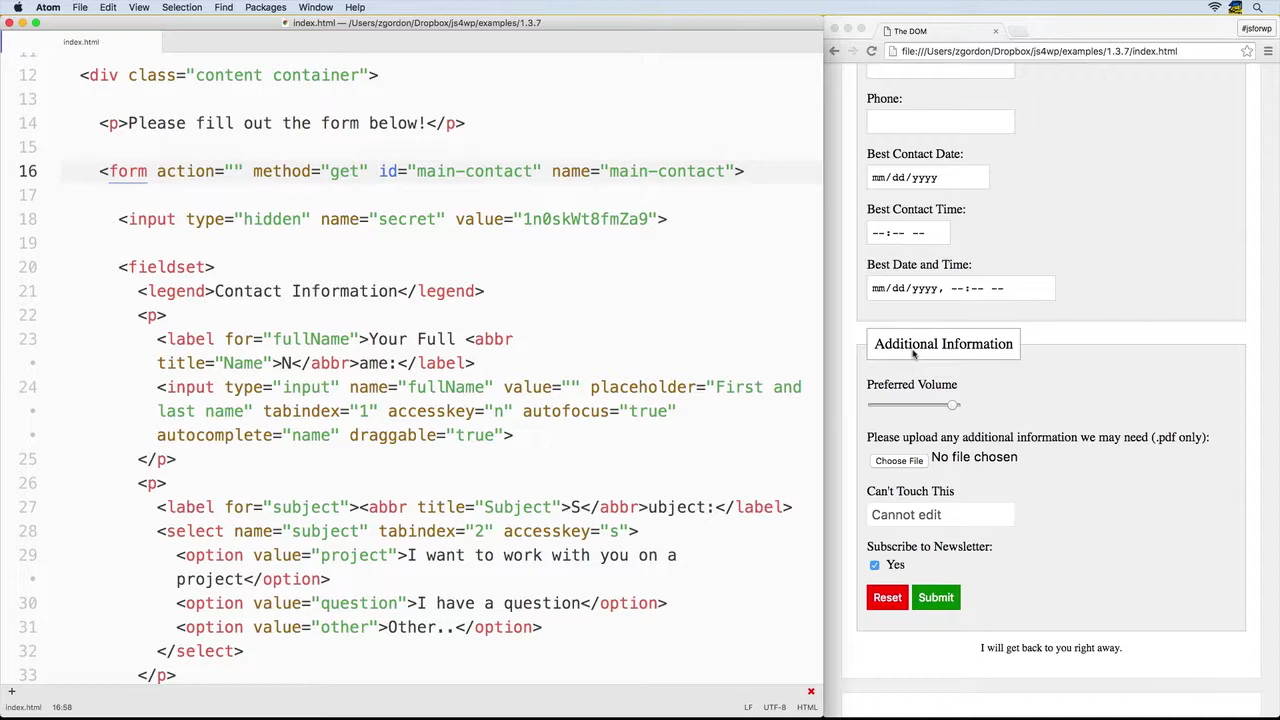 Atom File Edit View Selection Find Packages Window Help
index.html — /Users/zgordon/Dropbox/js4wp/examples/1.3.7
index.html
12 <div class="content container">
13
14 <p>Please fill out the form below!</p>
15
16 <form action="" method="get" id="main-contact" name="main-contact">
17
18 <input type="hidden" name="secret" value="1n0skWt8fmZa9">
19
20 <fieldset>
21 <legend>Contact Information</legend>
22 <p>
23 <label for="fullName">Your Full <abbr
• title="Name">N</abbr>ame:</label>
24 <input type="input" name="fullName" value="" placeholder="First and
• last name" tabindex="1" accesskey="n" autofocus="true"
• autocomplete="name" draggable="true">
25 </p>
26 <p>
27 <label for="subject"><abbr title="Subject">S</abbr>ubject:</label>
28 <select name="subject" tabindex="2" accesskey="s">
29 <option value="project">I want to work with you on a
• project</option>
30 <option value="question">I have a question</option>
31 <option value="other">Other..</option>
32 </select>
33 </p>
+
index.html 16:58 LF UTF-8 HTML
The DOM
#jsforwp
file:///Users/zgordon/Dropbox/js4wp/examples/1.3.7/index.html
Phone:
Best Contact Date:
mm/dd/yyyy
Best Contact Time:
--:-- --
Best Date and Time:
mm/dd/yyyy, --:-- --
Additional Information
Preferred Volume
Please upload any additional information we may need (.pdf only):
Choose File No file chosen
Can't Touch This
Cannot edit
Subscribe to Newsletter:
Yes
Reset Submit
I will get back to you right away.